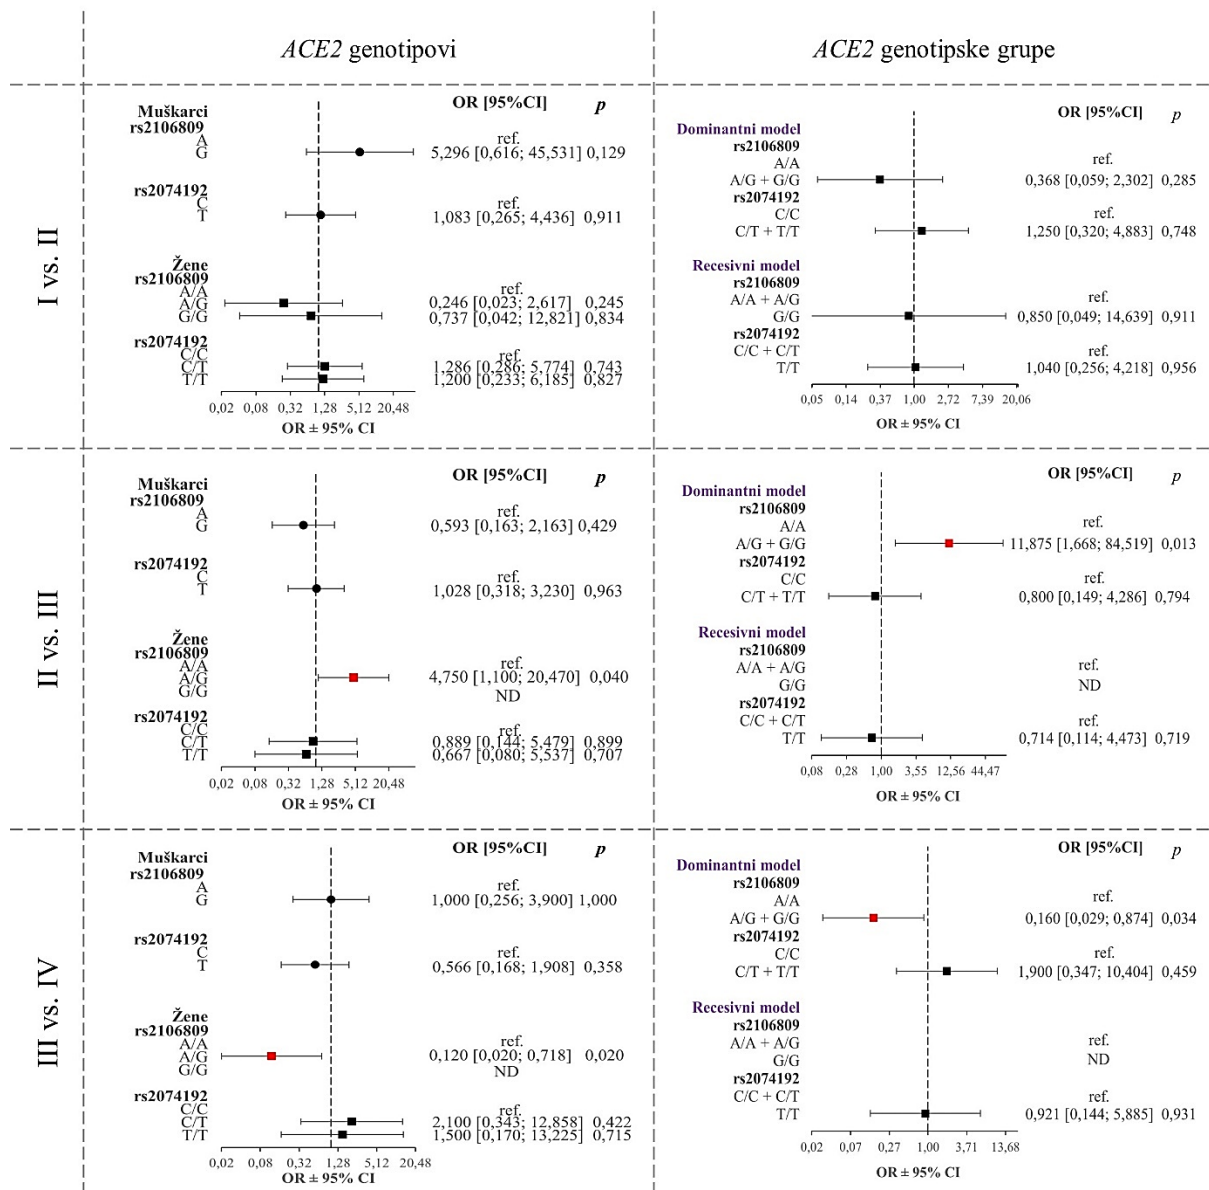 ACE2 genotipovi
ACE2 genotipske grupe
I vs. II
OR [95%CI] p
Muškarci
rs2106809
A ref.
G 5,296 [0,616; 45,531] 0,129
rs2074192
C ref.
T 1,083 [0,265; 4,436] 0,911
Žene
rs2106809
A/A ref.
A/G 0,246 [0,023; 2,617] 0,245
G/G 0,737 [0,042; 12,821] 0,834
rs2074192
C/C ref.
C/T 1,286 [0,286; 5,774] 0,743
T/T 1,200 [0,233; 6,185] 0,827
0,02 0,08 0,32 1,28 5,12 20,48
OR ± 95% CI
OR [95%CI] p
Dominantni model
rs2106809
A/A ref.
A/G + G/G 0,368 [0,059; 2,302] 0,285
rs2074192
C/C ref.
C/T + T/T 1,250 [0,320; 4,883] 0,748
Recesivni model
rs2106809
A/A + A/G ref.
G/G 0,850 [0,049; 14,639] 0,911
rs2074192
C/C + C/T ref.
T/T 1,040 [0,256; 4,218] 0,956
0,05 0,14 0,37 1,00 2,72 7,39 20,06
OR ± 95% CI
II vs. III
OR [95%CI] p
Muškarci
rs2106809
A ref.
G 0,593 [0,163; 2,163] 0,429
rs2074192
C ref.
T 1,028 [0,318; 3,230] 0,963
Žene
rs2106809
A/A ref.
A/G 4,750 [1,100; 20,470] 0,040
G/G ND
rs2074192
C/C ref.
C/T 0,889 [0,144; 5,479] 0,899
T/T 0,667 [0,080; 5,537] 0,707
0,02 0,08 0,32 1,28 5,12 20,48
OR ± 95% CI
OR [95%CI] p
Dominantni model
rs2106809
A/A ref.
A/G + G/G 11,875 [1,668; 84,519] 0,013
rs2074192
C/C ref.
C/T + T/T 0,800 [0,149; 4,286] 0,794
Recesivni model
rs2106809
A/A + A/G ref.
G/G ND
rs2074192
C/C + C/T ref.
T/T 0,714 [0,114; 4,473] 0,719
0,08 0,28 1,00 3,55 12,56 44,47
OR ± 95% CI
III vs. IV
OR [95%CI] p
Muškarci
rs2106809
A ref.
G 1,000 [0,256; 3,900] 1,000
rs2074192
C ref.
T 0,566 [0,168; 1,908] 0,358
Žene
rs2106809
A/A ref.
A/G 0,120 [0,020; 0,718] 0,020
G/G ND
rs2074192
C/C ref.
C/T 2,100 [0,343; 12,858] 0,422
T/T 1,500 [0,170; 13,225] 0,715
0,02 0,08 0,32 1,28 5,12 20,48
OR ± 95% CI
OR [95%CI] p
Dominantni model
rs2106809
A/A ref.
A/G + G/G 0,160 [0,029; 0,874] 0,034
rs2074192
C/C ref.
C/T + T/T 1,900 [0,347; 10,404] 0,459
Recesivni model
rs2106809
A/A + A/G ref.
G/G ND
rs2074192
C/C + C/T ref.
T/T 0,921 [0,144; 5,885] 0,931
0,02 0,07 0,27 1,00 3,71 13,68
OR ± 95% CI